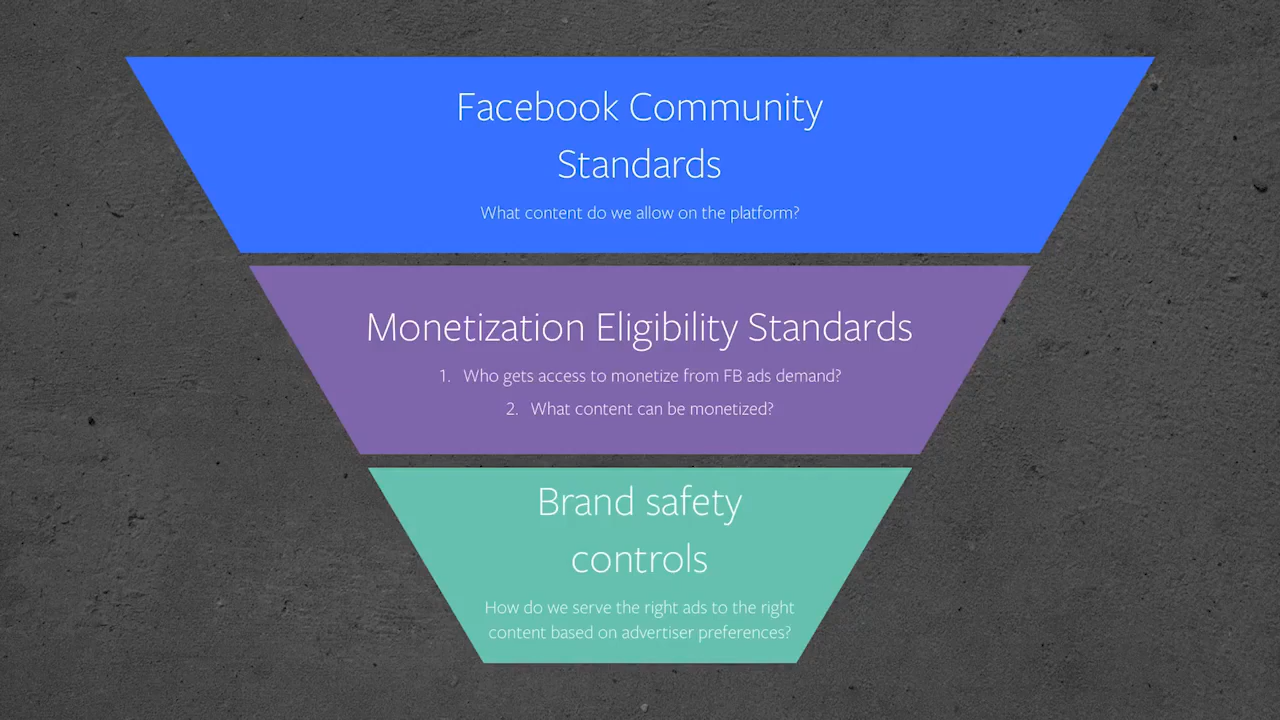 Facebook Community
Standards
What content do we allow on the platform?
Monetization Eligibility Standards
1. Who gets access to monetize from FB ads demand?
2. What content can be monetized?
Brand safety
controls
How do we serve the right ads to the right
content based on advertiser preferences?